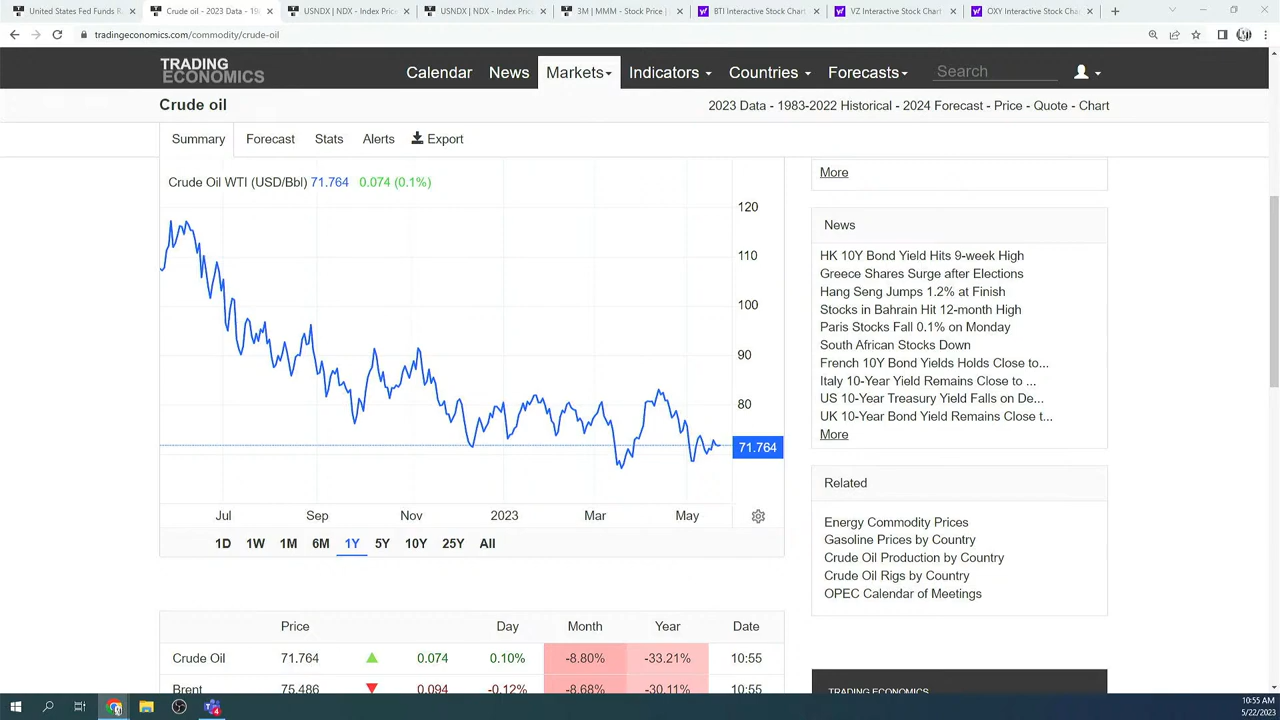 United States Fed Funds R
Crude oil - 2023 Data - 19
USNDX | NDX - Index Pric
USNDX | NDX - Index Pric
3M | MMM - Stock Price |
BTI Interactive Stock Chart
VZ Interactive Stock Chart
OXY Interactive Stock Cha
tradingeconomics.com/commodity/crude-oil
TRADING
ECONOMICS
Calendar
News
Markets
Indicators
Countries
Forecasts
Search
Crude oil
2023 Data - 1983-2022 Historical - 2024 Forecast - Price - Quote - Chart
Summary
Forecast
Stats
Alerts
Export
Crude Oil WTI (USD/Bbl) 71.764 0.074 (0.1%)
120
110
100
90
80
71.764
Jul
Sep
Nov
2023
Mar
May
1D
1W
1M
6M
1Y
5Y
10Y
25Y
All
More
News
HK 10Y Bond Yield Hits 9-week High
Greece Shares Surge after Elections
Hang Seng Jumps 1.2% at Finish
Stocks in Bahrain Hit 12-month High
Paris Stocks Fall 0.1% on Monday
South African Stocks Down
French 10Y Bond Yields Holds Close to...
Italy 10-Year Yield Remains Close to ...
US 10-Year Treasury Yield Falls on De...
UK 10-Year Bond Yield Remains Close t...
More
Related
Energy Commodity Prices
Gasoline Prices by Country
Crude Oil Production by Country
Crude Oil Rigs by Country
OPEC Calendar of Meetings
Price Day Month Year Date
Crude Oil 71.764 0.074 0.10% -8.80% -33.21% 10:55
Brent 75.486 0.094 -0.12% -8.68% -30.11% 10:55
TRADING ECONOMICS
4
10:55 AM
5/22/2023